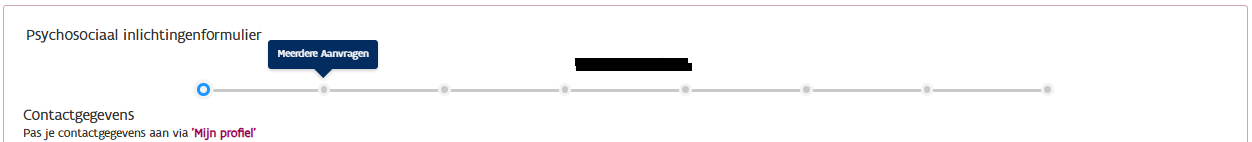 Psychosociaal inlichtingenformulier
Meerdere Aanvragen
Contactgegevens
Pas je contactgegevens aan via 'Mijn profiel'